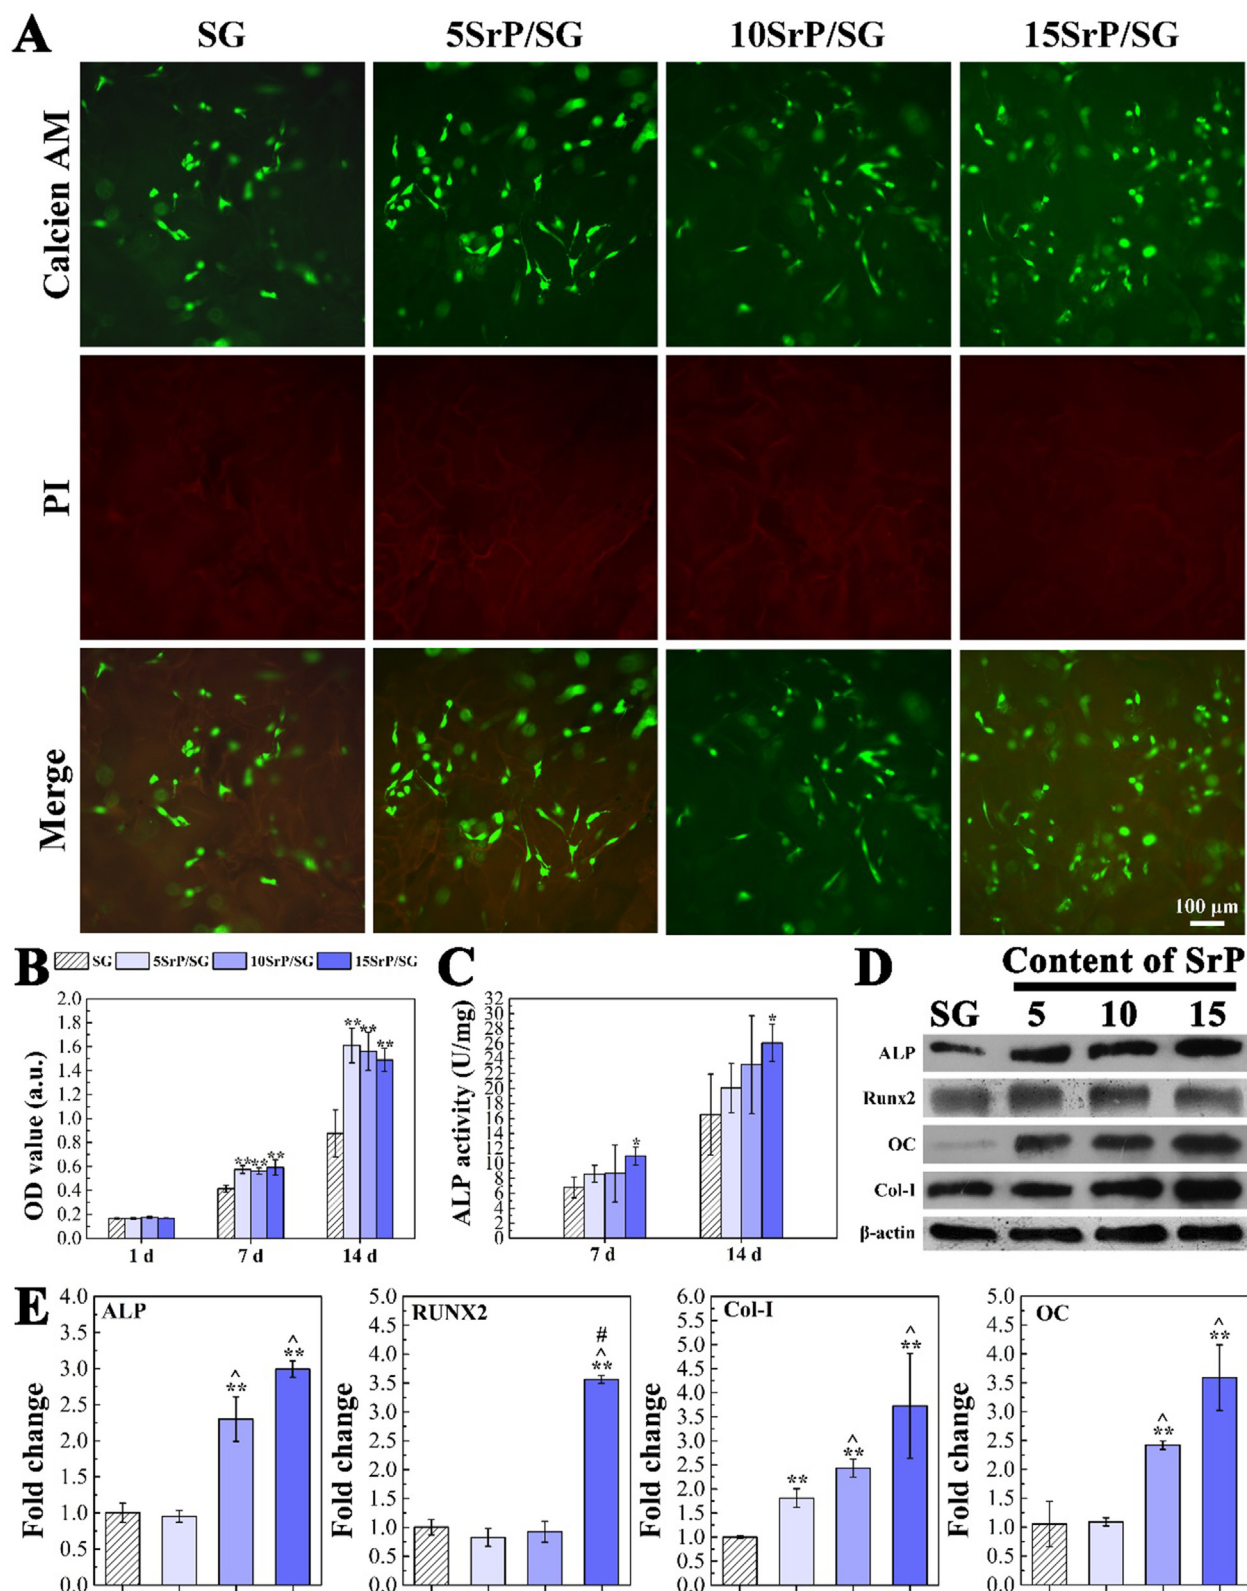 A
SG 5SrP/SG 10SrP/SG 15SrP/SG
Calcien AM
PI
Merge
100 μm
B
SG 5SrP/SG 10SrP/SG 15SrP/SG
OD value (a.u.)
2.0
1.8
1.6
1.4
1.2
1.0
0.8
0.6
0.4
0.2
0.0
** ** **
** ** **
1 d 7 d 14 d
C
ALP activity (U/mg)
32
30
28
26
24
22
20
18
16
14
12
10
8
6
4
2
0
*
*
7 d 14 d
D
Content of SrP
SG 5 10 15
ALP
Runx2
OC
Col-I
β-actin
E
ALP
Fold change
4.0
3.5
3.0
2.5
2.0
1.5
1.0
0.5
0.0
^
**
^
**
RUNX2
Fold change
5.0
4.5
4.0
3.5
3.0
2.5
2.0
1.5
1.0
0.5
0.0
#
^
**
Col-I
Fold change
6.0
5.5
5.0
4.5
4.0
3.5
3.0
2.5
2.0
1.5
1.0
0.5
0.0
**
^
**
^
**
OC
Fold change
5.0
4.5
4.0
3.5
3.0
2.5
2.0
1.5
1.0
0.5
0.0
^
**
^
**